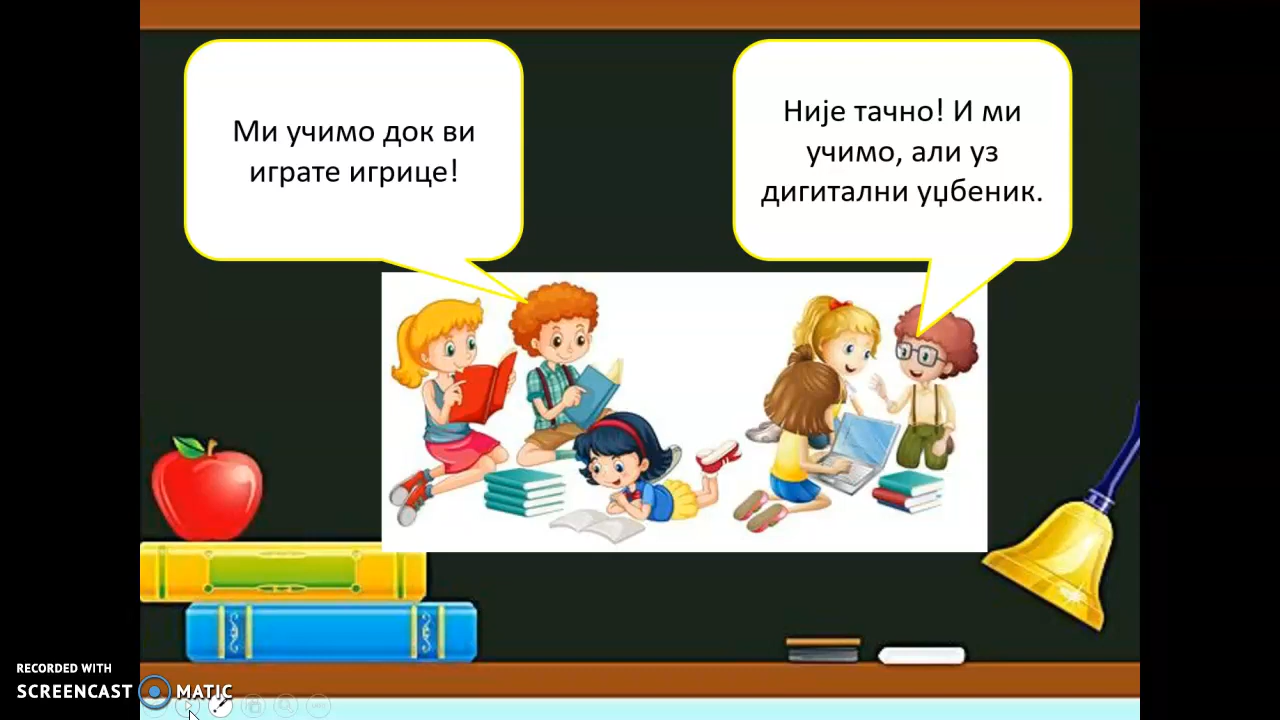 Ми учимо док ви
играте игрице!
Није тачно! И ми
учимо, али уз
дигитални уџбеник.
RECORDED WITH
SCREENCAST MATIC